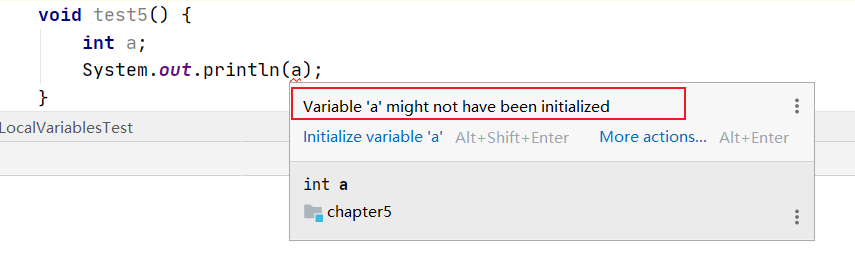 void test5() {
int a;
System.out.println(a);
}
LocalVariablesTest
Variable 'a' might not have been initialized
Initialize variable 'a' Alt+Shift+Enter More actions... Alt+Enter
int a
chapter5